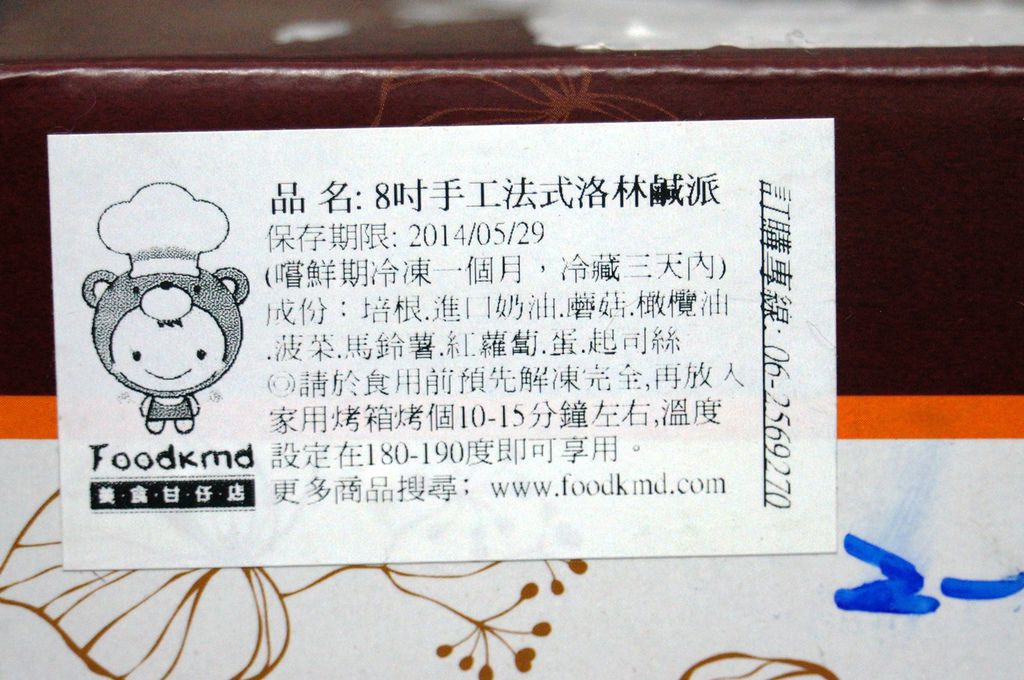 品 名: 8吋手工法式洛林鹹派
保存期限: 2014/05/29
(嚐鮮期冷凍一個月，冷藏三天內)
成份：培根.進口奶油.蘑菇.橄欖油
.菠菜.馬鈴薯.紅蘿蔔.蛋.起司絲
◎請於食用前預先解凍完全,再放入
家用烤箱烤個10-15分鐘左右,溫度
設定在180-190度即可享用。
更多商品搜尋; www.foodkmd.com
Foodkmd
美·食·甘·仔·店
訂購專線: 06-2569270